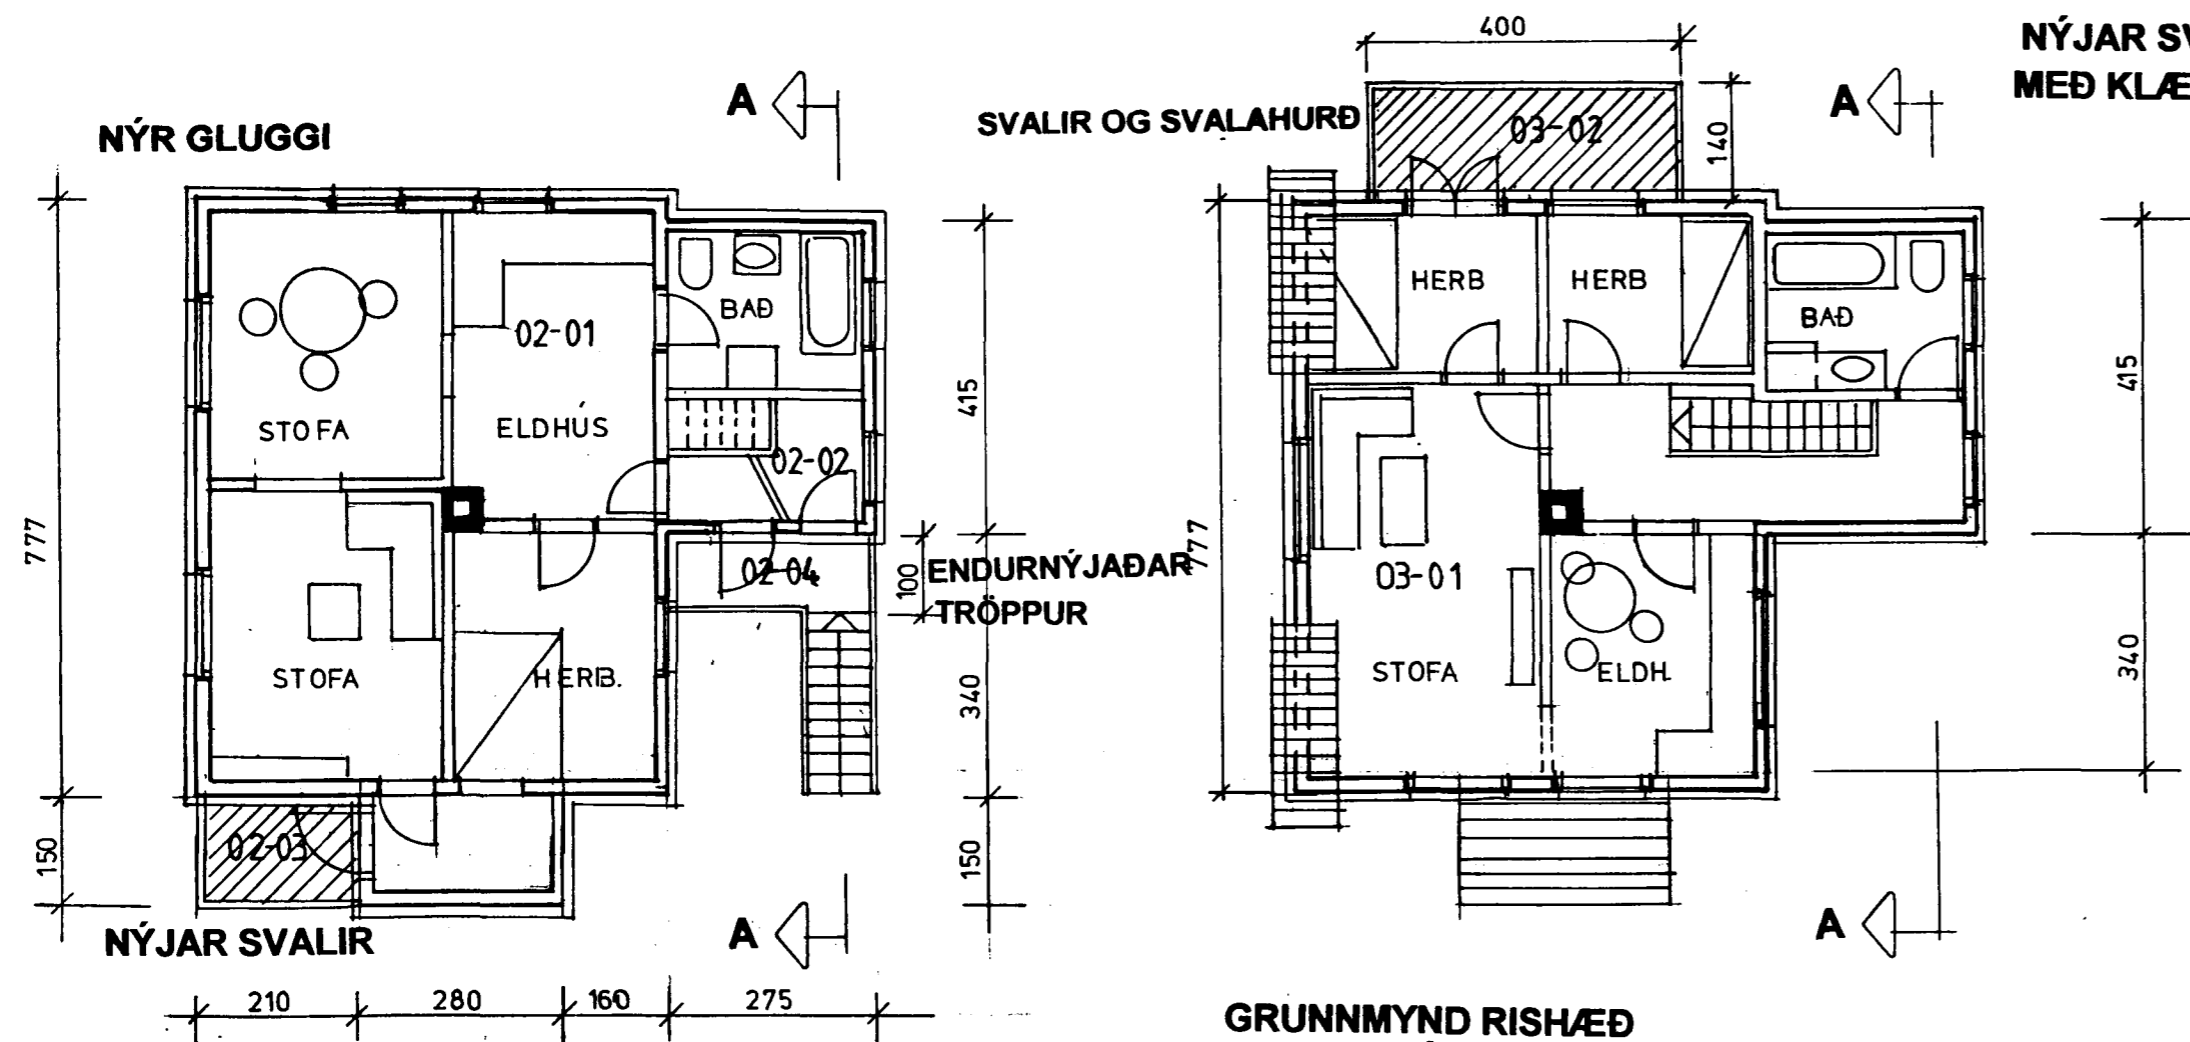 NÝR GLUGGI
A
777
150
STOFA
02-01
ELDHÚS
BAÐ
02-02
415
STOFA
HERB.
02-04
100
ENDURNÝJAÐAR
TRÖPPUR
340
02-03
150
NÝJAR SVALIR
A
210
280
160
275
400
SVALIR OG SVALAHURÐ
03-02
140
A
NÝJAR SV
MEÐ KLÆ
777
HERB
HERB
BAÐ
415
03-01
STOFA
ELDH.
340
A
GRUNNMYND RISHÆÐ